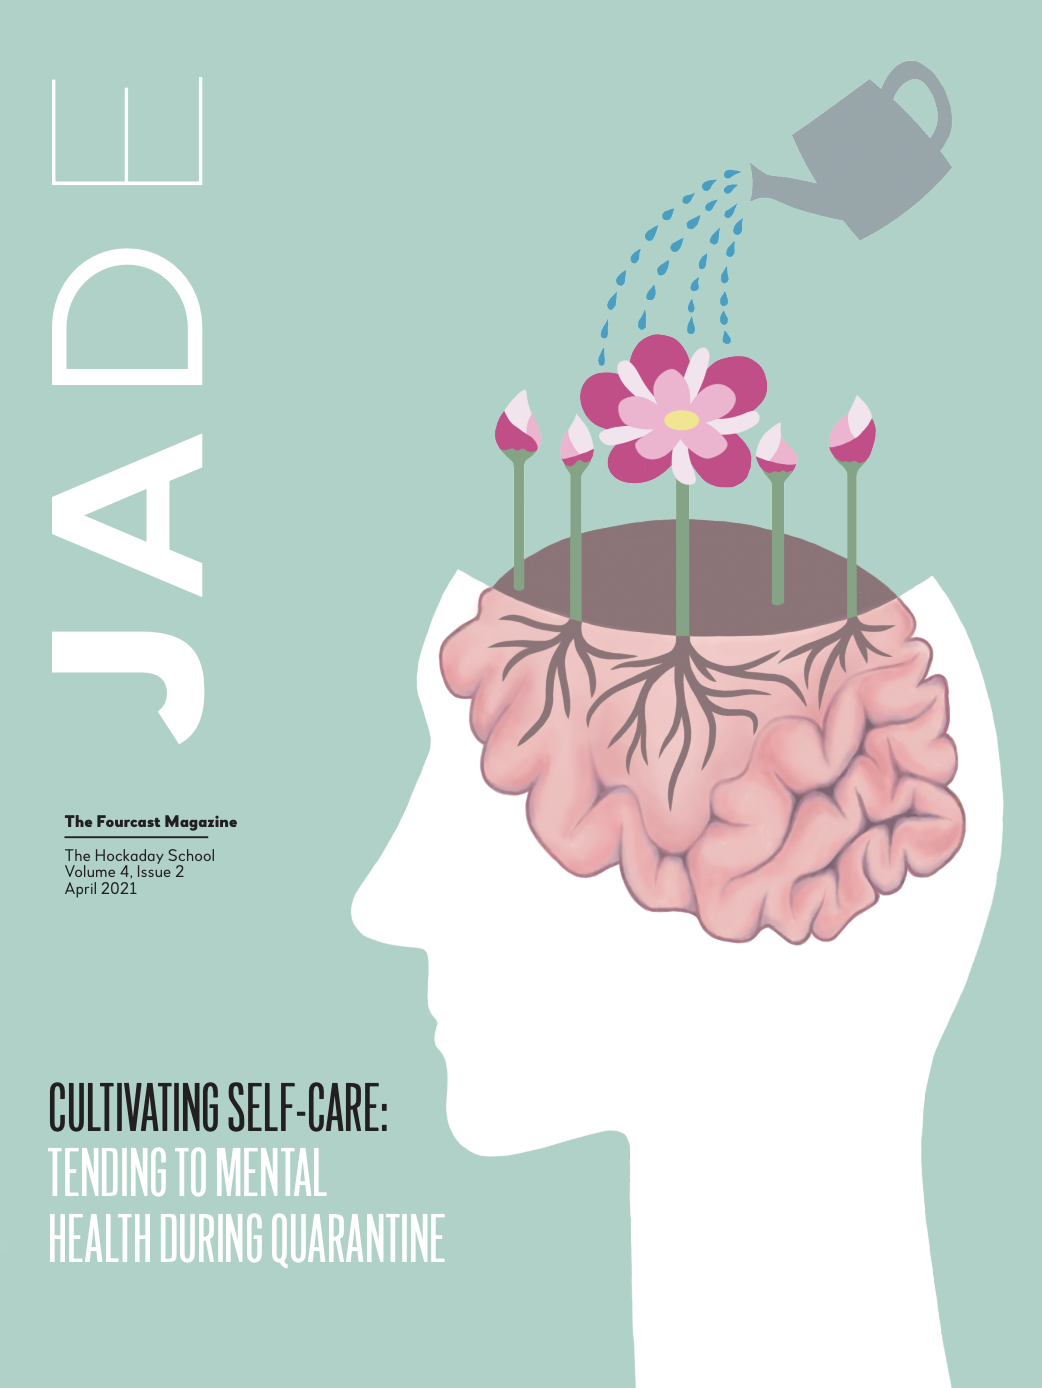 JADE
The Fourcast Magazine
The Hockaday School
Volume 4, Issue 2
April 2021
CULTIVATING SELF-CARE:
TENDING TO MENTAL
HEALTH DURING QUARANTINE